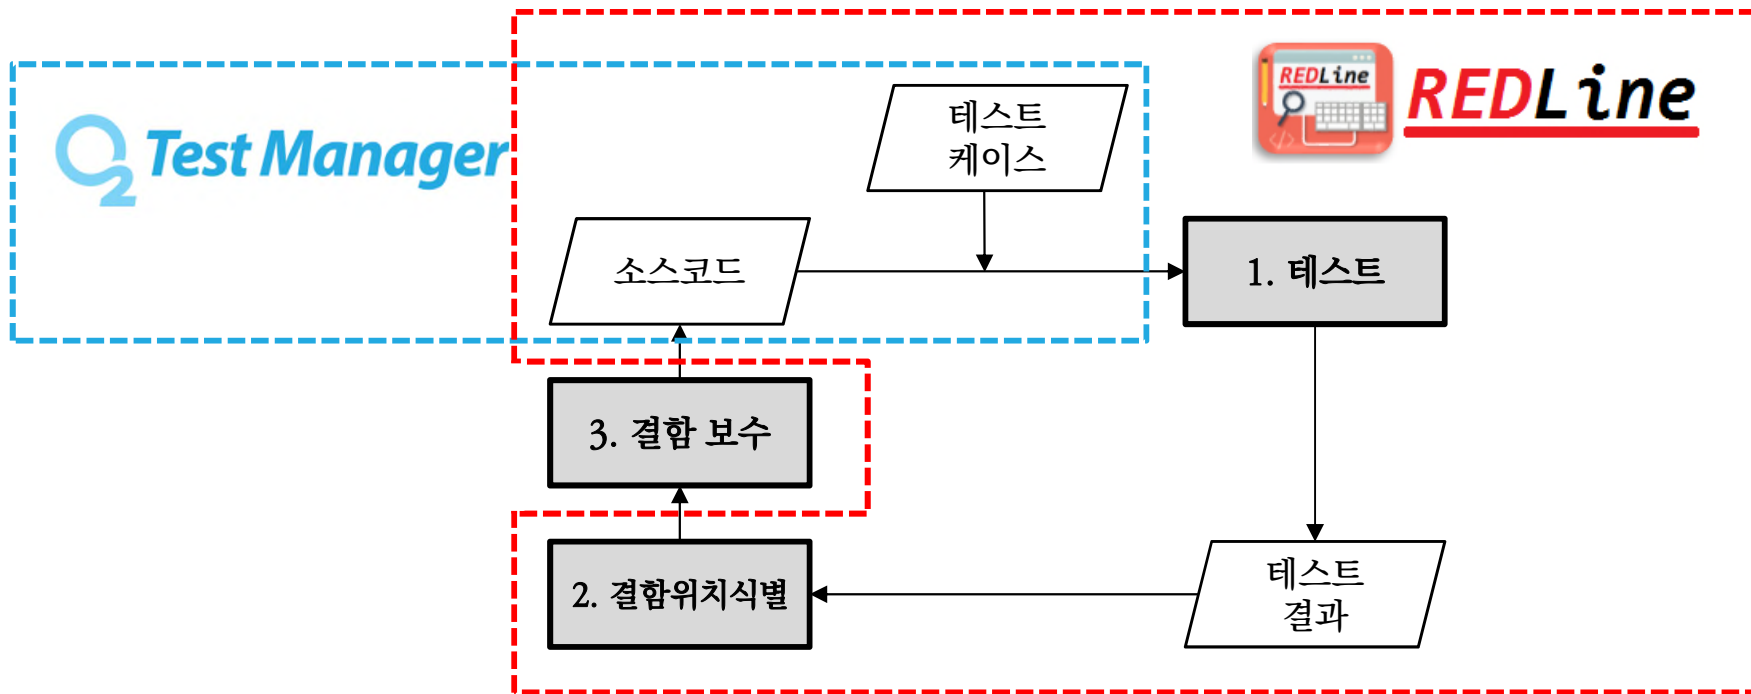 REDLine
REDLine
O2 Test Manager
테스트
케이스
소스코드
1. 테스트
3. 결함 보수
2. 결함위치식별
테스트
결과